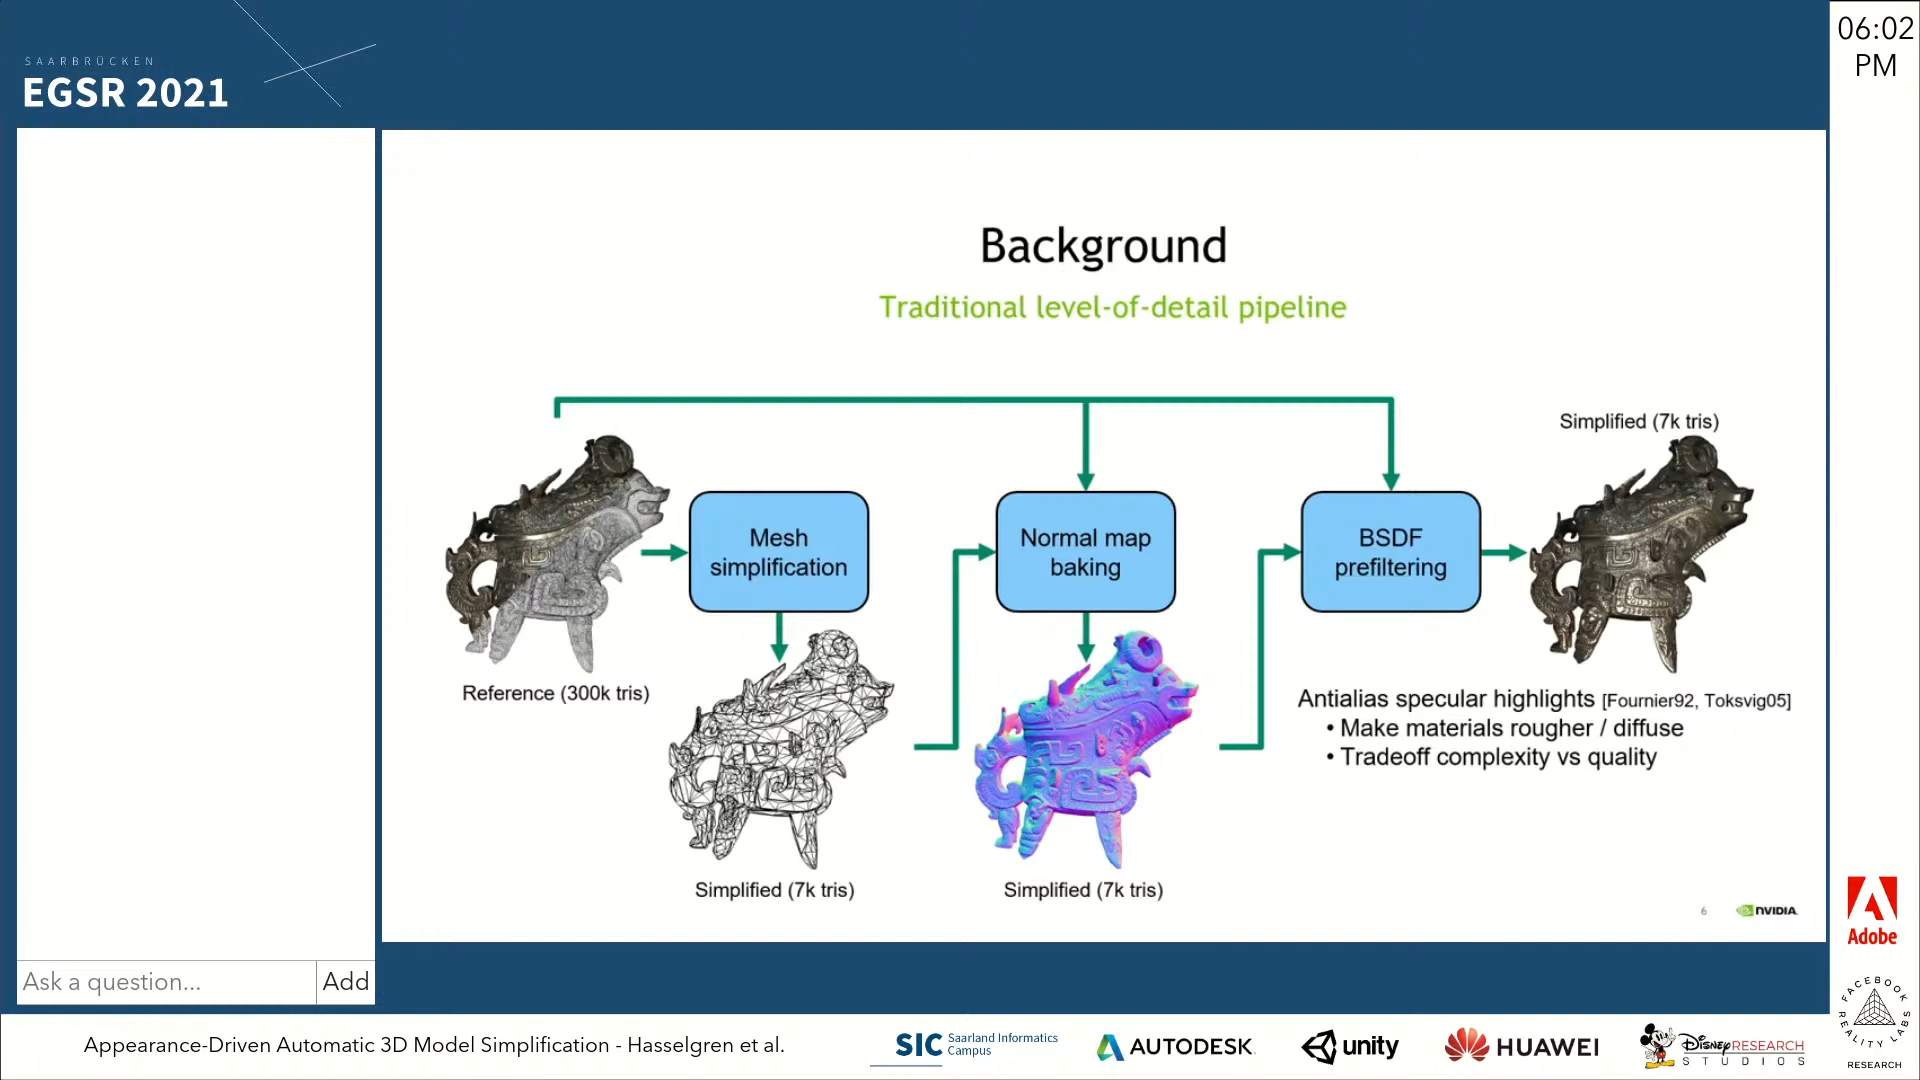 SAARBRÜCKEN
EGSR 2021
06:02
PM
Background
Traditional level-of-detail pipeline
Simplified (7k tris)
Mesh
simplification
Normal map
baking
BSDF
prefiltering
Reference (300k tris)
Antialias specular highlights [Fournier92, Toksvig05]
• Make materials rougher / diffuse
• Tradeoff complexity vs quality
Simplified (7k tris)
Simplified (7k tris)
6
NVIDIA.
Adobe
Ask a question...
Add
FACEBOOK REALITY LABS
RESEARCH
Appearance-Driven Automatic 3D Model Simplification - Hasselgren et al.
SIC Saarland Informatics
Campus
AUTODESK
unity
HUAWEI
Disney RESEARCH
STUDIOS